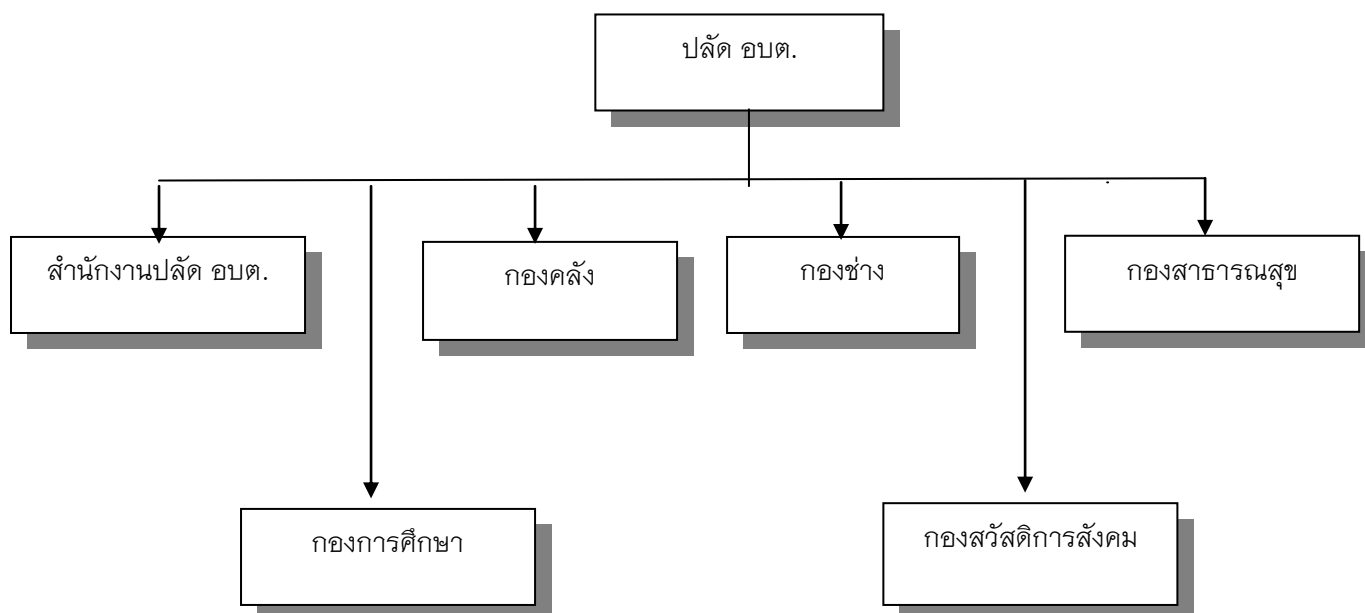 ปลัด อบต.
สำนักงานปลัด อบต.
กองคลัง
กองช่าง
กองสาธารณสุข
กองการศึกษา
กองสวัสดิการสังคม